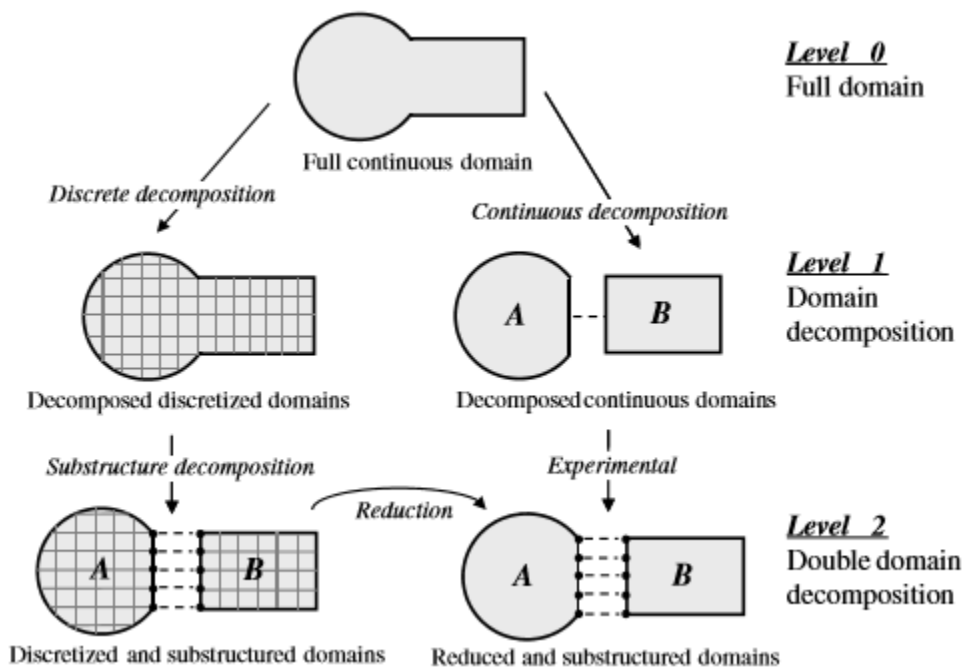 Level 0
Full domain
Full continuous domain
Discrete decomposition
Continuous decomposition
Level 1
Domain
decomposition
A
B
Decomposed discretized domains
Decomposed continuous domains
Substructure decomposition
Experimental
Reduction
Level 2
Double domain
decomposition
A
B
A
B
Discretized and substructured domains
Reduced and substructured domains